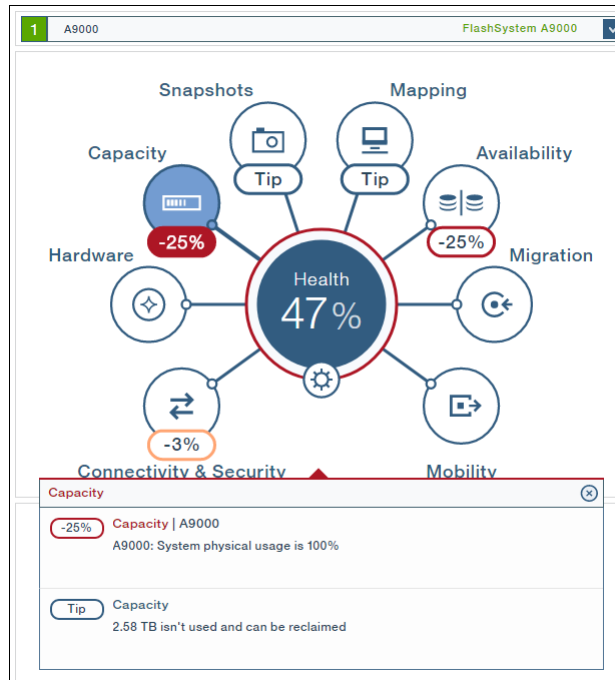 1 A9000 FlashSystem A9000
Snapshots Mapping
Capacity Availability
Tip Tip
-25% -25%
Hardware Migration
Health
47%
-3%
Connectivity & Security Mobility
Capacity
-25% Capacity | A9000
A9000: System physical usage is 100%
Tip Capacity
2.58 TB isn't used and can be reclaimed